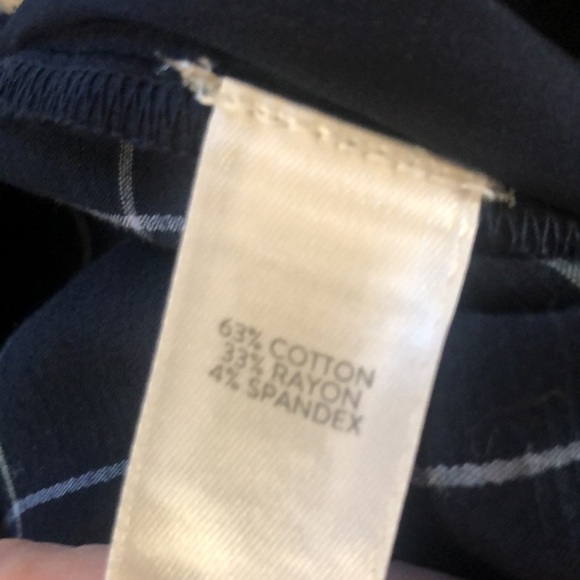 63% COTTON
33% RAYON
4% SPANDEX